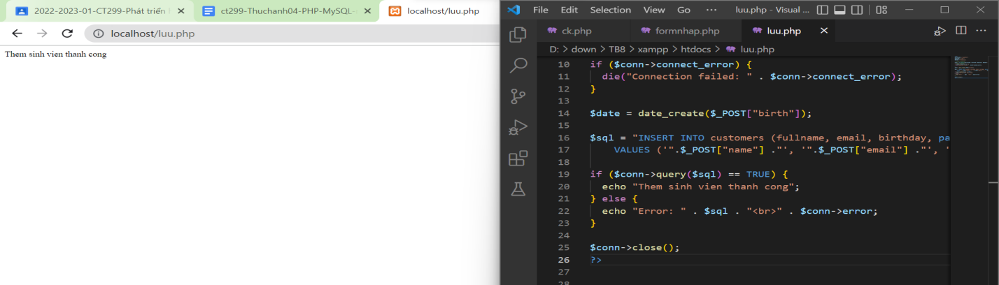 2022-2023-01-CT299-Phát triển h
ct299-Thuchanh04-PHP-MySQL-
localhost/luu.php
localhost/luu.php
Them sinh vien thanh cong
File Edit Selection View Go ··· luu.php - Visual ...
ck.php formnhap.php luu.php
D: > down > TB8 > xampp > htdocs > luu.php
10 if ($conn->connect_error) {
11 die("Connection failed: " . $conn->connect_error);
12 }
13
14 $date = date_create($_POST["birth"]);
15
16 $sql = "INSERT INTO customers (fullname, email, birthday, pa
17 VALUES ('".$_POST["name"] ."', '".$_POST["email"] ."', '
18
19 if ($conn->query($sql) == TRUE) {
20 echo "Them sinh vien thanh cong";
21 } else {
22 echo "Error: " . $sql . "<br>" . $conn->error;
23 }
24
25 $conn->close();
26 ?>
27
28